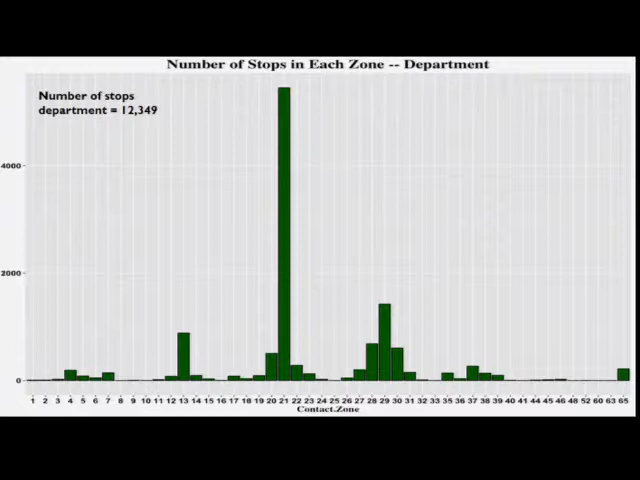 Number of Stops in Each Zone -- Department
Number of stops
department = 12,349
4000
2000
0
1 2 3 4 5 6 7 8 9 10 11 12 13 14 15 16 17 18 19 20 21 22 23 24 25 26 27 28 29 30 31 32 33 35 34 37 38 39 40 41 44 45 46 48 52 60 63 65
Contact.Zone